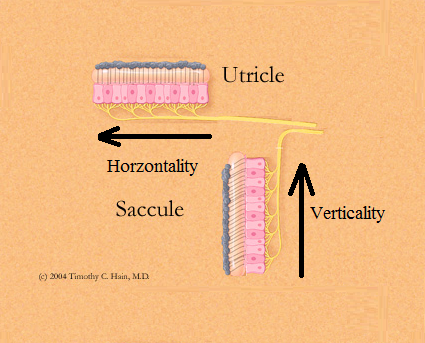 Utricle
Horzontality
Saccule
Verticality
(c) 2004 Timothy C. Hain, M.D.